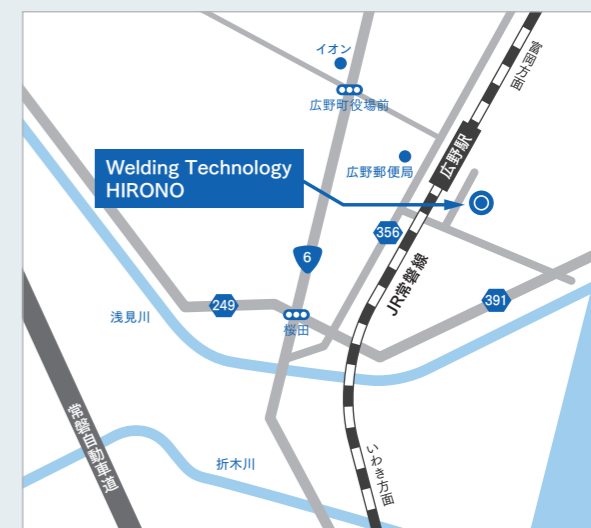 イオン
広野町役場前
富岡方面
広野駅
広野郵便局
Welding Technology
HIRONO
356
6
JR常磐線
249
391
浅見川
桜田
常磐自動車道
折木川
いわき方面